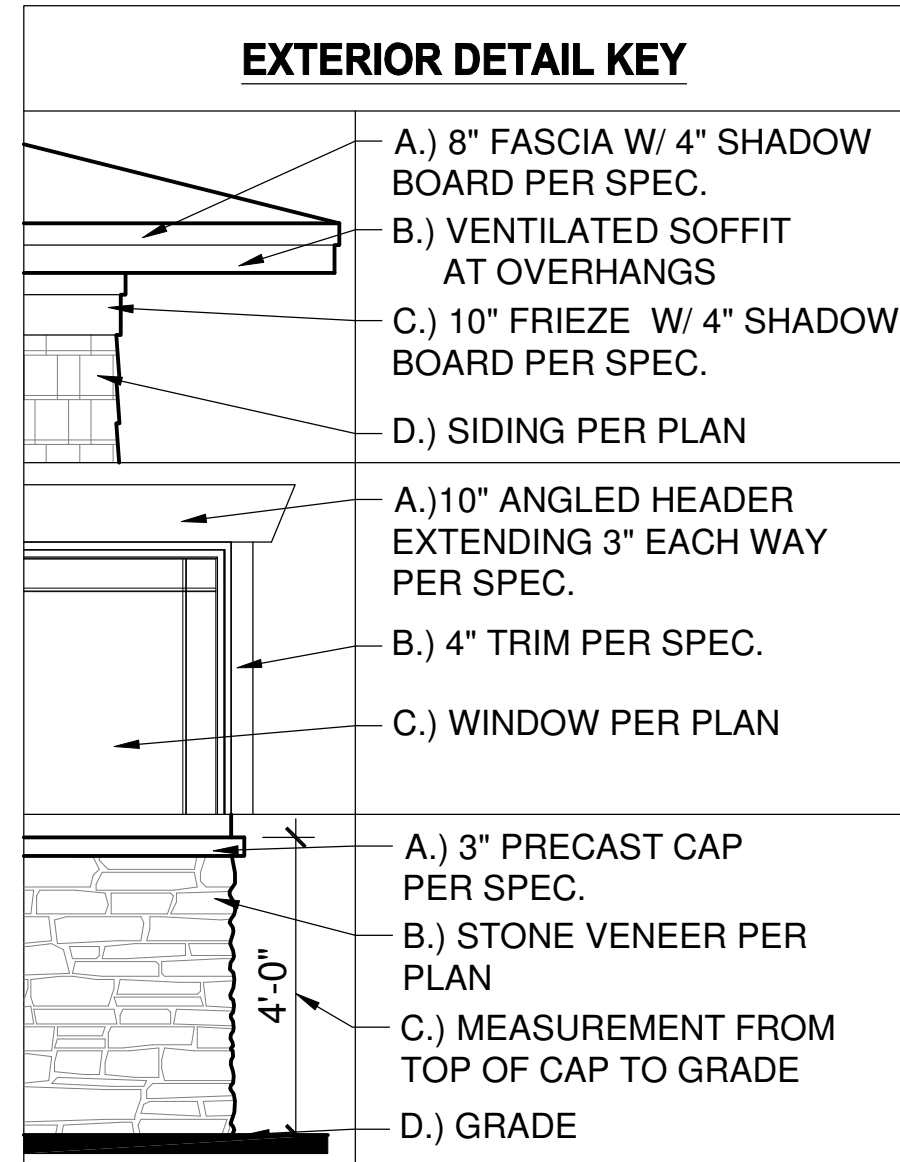 EXTERIOR DETAIL KEY
A.) 8" FASCIA W/ 4" SHADOW
BOARD PER SPEC.
B.) VENTILATED SOFFIT
AT OVERHANGS
C.) 10" FRIEZE W/ 4" SHADOW
BOARD PER SPEC.
D.) SIDING PER PLAN
A.)10" ANGLED HEADER
EXTENDING 3" EACH WAY
PER SPEC.
B.) 4" TRIM PER SPEC.
C.) WINDOW PER PLAN
A.) 3" PRECAST CAP
PER SPEC.
B.) STONE VENEER PER
PLAN
4'-0"
C.) MEASUREMENT FROM
TOP OF CAP TO GRADE
D.) GRADE